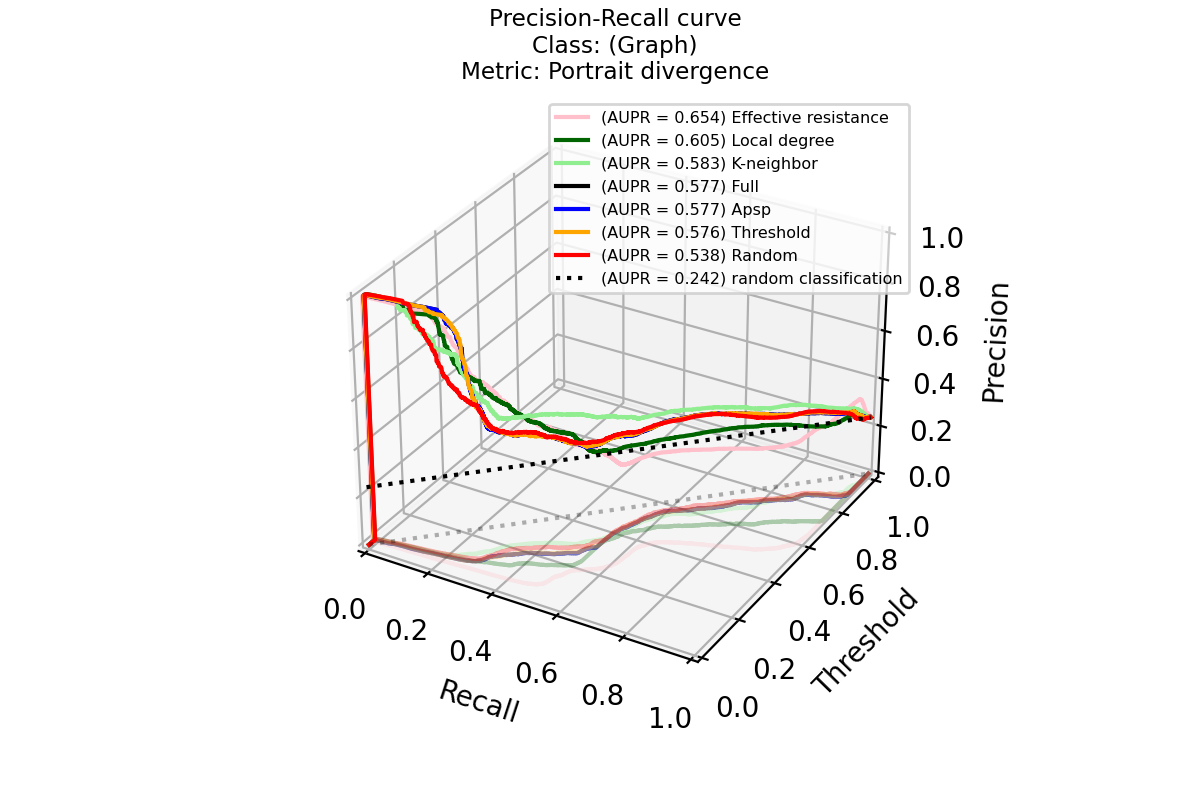 Precision-Recall curve
Class: (Graph)
Metric: Portrait divergence
(AUPR = 0.654) Effective resistance
(AUPR = 0.605) Local degree
(AUPR = 0.583) K-neighbor
(AUPR = 0.577) Full
(AUPR = 0.577) Apsp
(AUPR = 0.576) Threshold
(AUPR = 0.538) Random
(AUPR = 0.242) random classification
1.0
0.8
0.6
0.4
0.2
0.0
Precision
1.0
0.8
0.6
0.4
0.2
0.0
Threshold
0.0
0.2
0.4
0.6
0.8
1.0
Recall